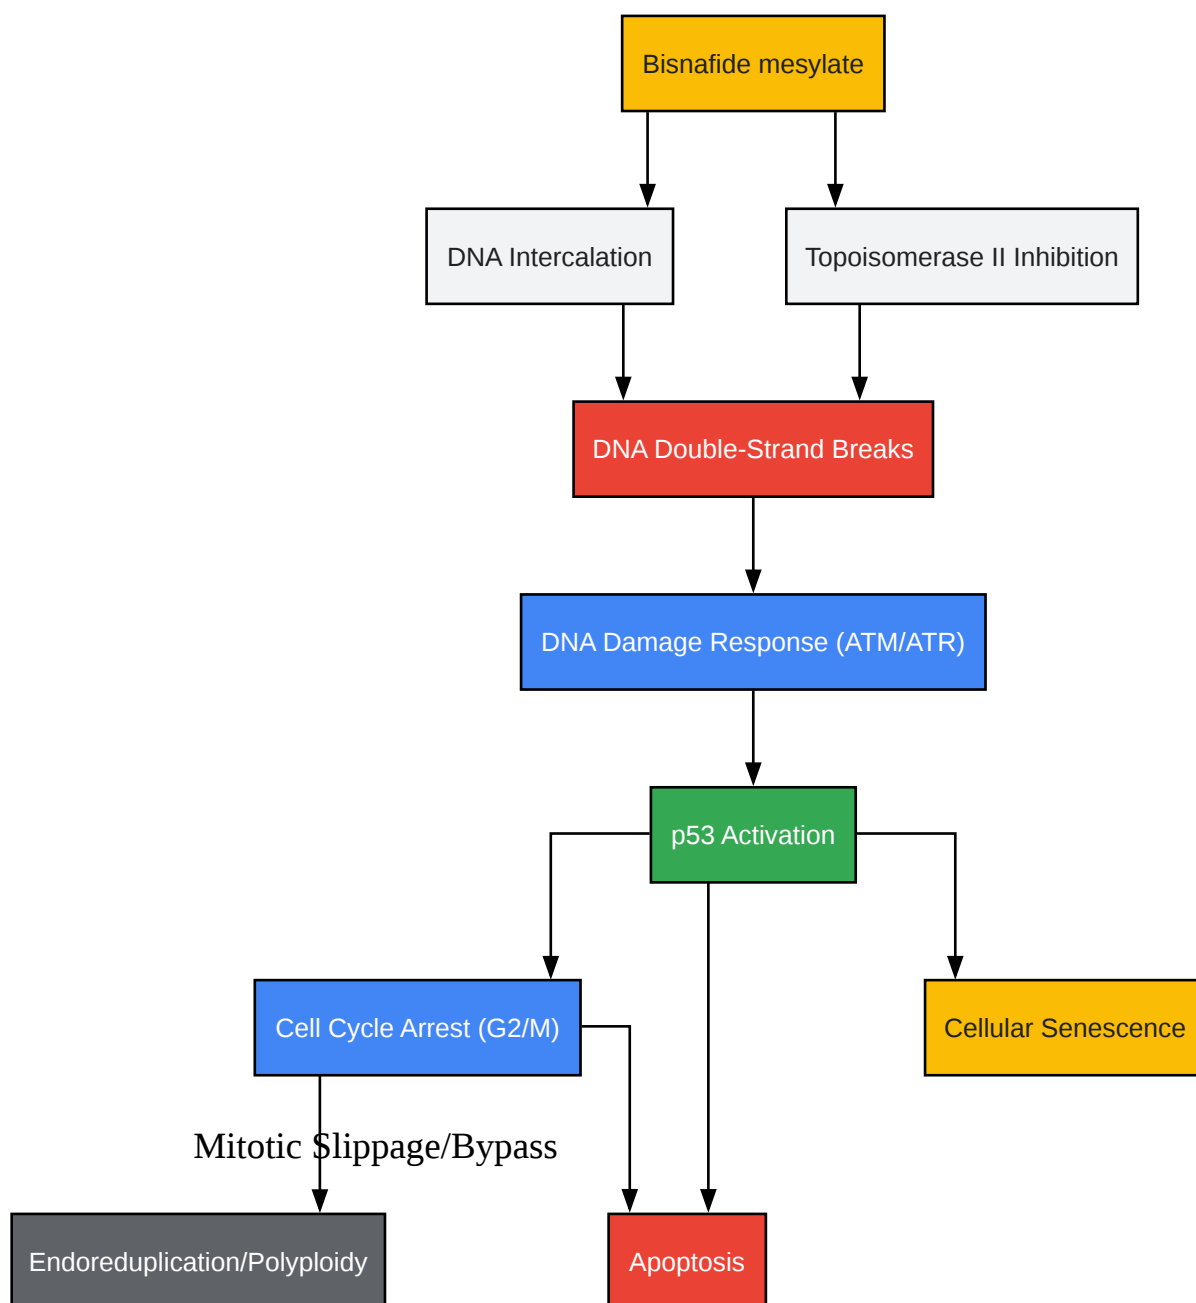 Bisnafide mesylate
DNA Intercalation
Topoisomerase II Inhibition
DNA Double-Strand Breaks
DNA Damage Response (ATM/ATR)
p53 Activation
Cell Cycle Arrest (G2/M)
Cellular Senescence
Mitotic Slippage/Bypass
Endoreduplication/Polyploidy
Apoptosis